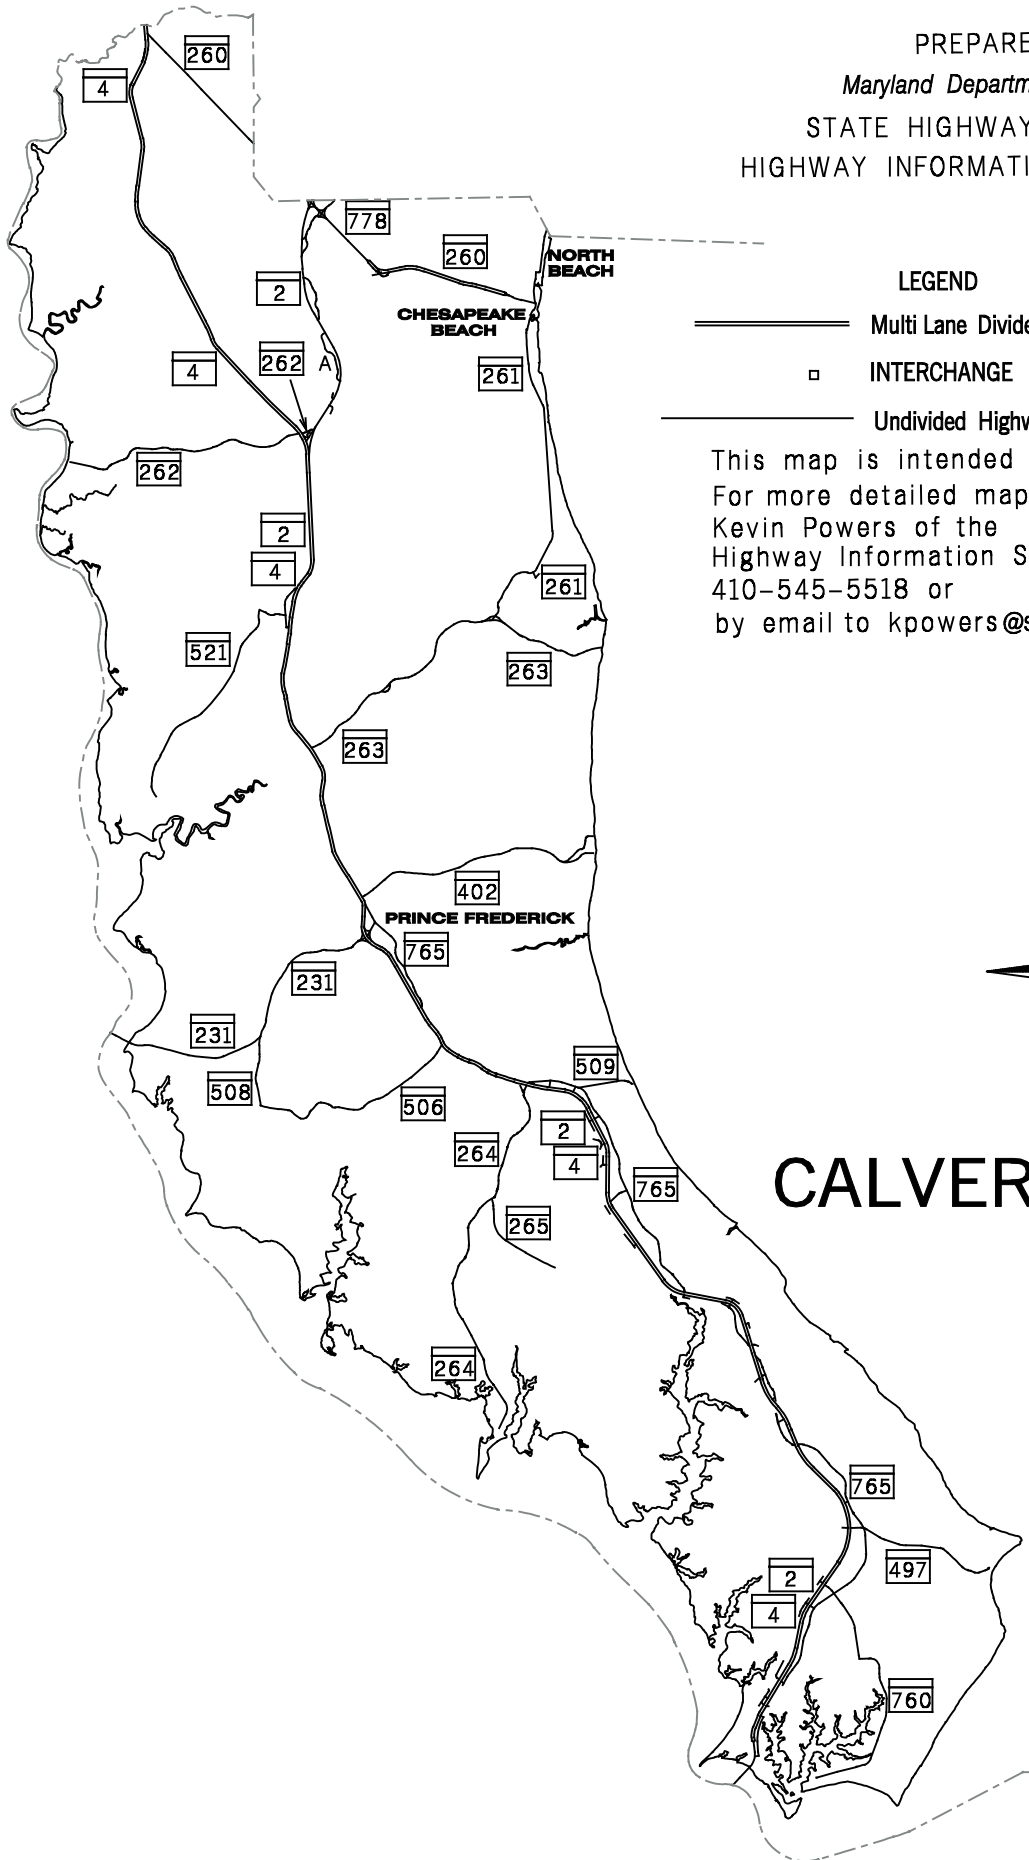 PREPARE
Maryland Departm
STATE HIGHWAY
HIGHWAY INFORMATI
260
4
778
260
NORTH
BEACH
2
LEGEND
CHESAPEAKE
BEACH
Multi Lane Divide
4
262
A
261
INTERCHANGE
Undivided Highw
262
This map is intended
For more detailed map
Kevin Powers of the
Highway Information S
410-545-5518 or
by email to kpowers@s
2
4
261
521
263
263
402
PRINCE FREDERICK
765
231
231
508
509
506
2
264
4
CALVER
765
265
264
765
2
497
4
760